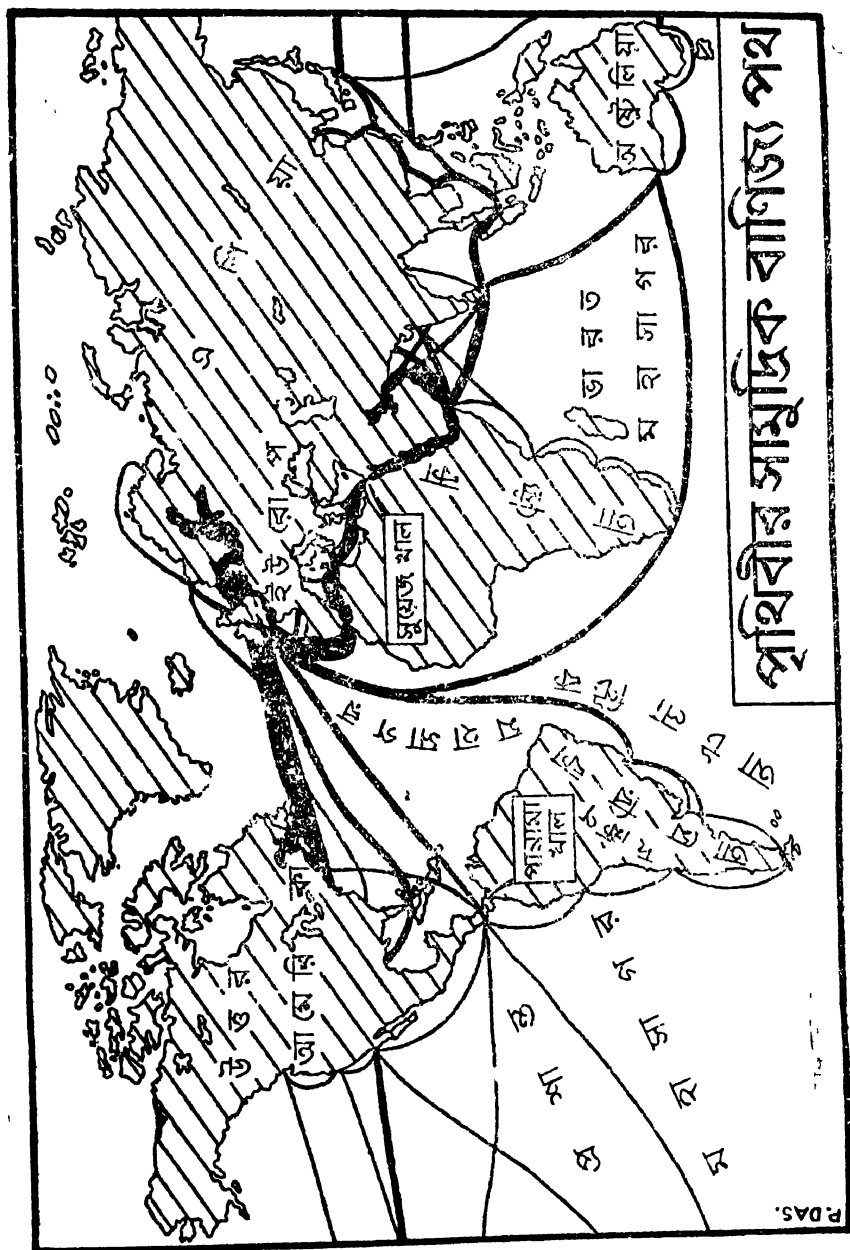 পৃথিবীর সামুদ্রিক বাণিজ্য পথ
উত্তর
আমেরিকা
ইউরোপ
এশিয়া
সুয়েজ খাল
পানামা
খাল
আফ্রিকা
দক্ষিণ
আমেরিকা
আটলান্টিক
মহাসাগর
প্রশান্ত
মহাসাগর
ভারত
মহাসাগর
অষ্ট্রেলিয়া
P. DAS.